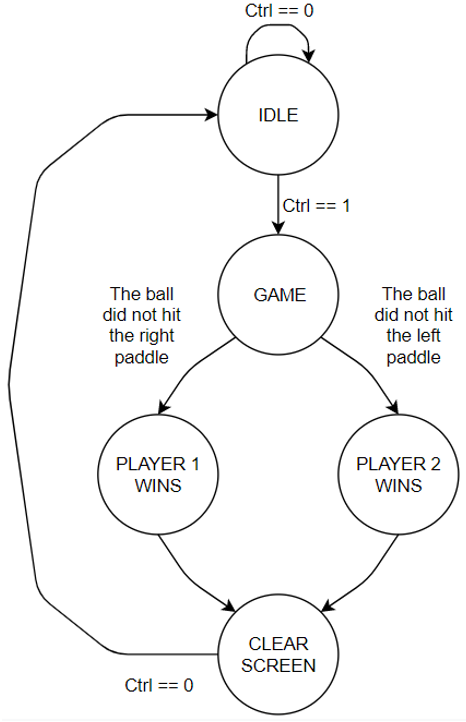 Ctrl == 0
IDLE
Ctrl == 1
GAME
The ball
did not hit
the right
paddle
The ball
did not hit
the left
paddle
PLAYER 1
WINS
PLAYER 2
WINS
CLEAR
SCREEN
Ctrl == 0